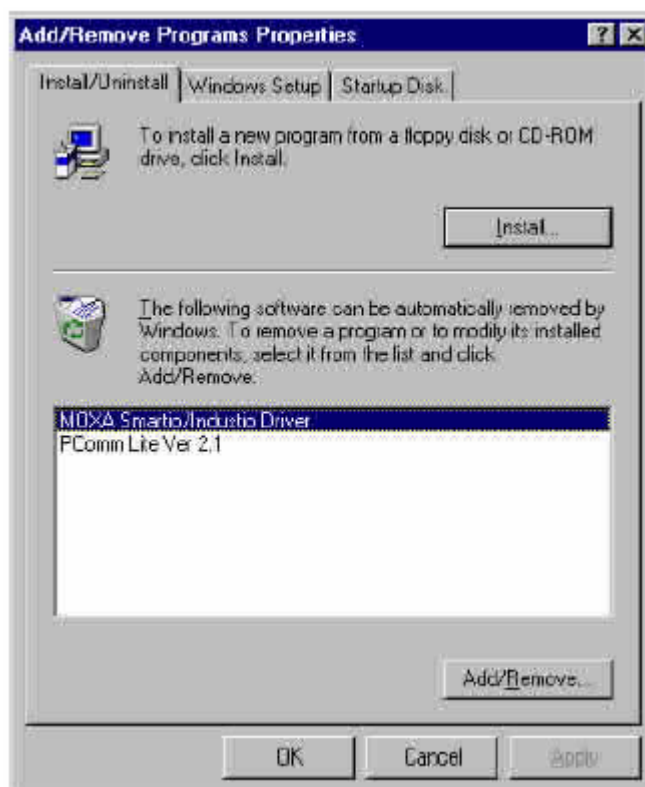 Add/Remove Programs Properties
Install/Uninstall
Windows Setup
Startup Disk
To install a new program from a floppy disk or CD-ROM
drive, click Install.
Install...
The following software can be automatically removed by
Windows. To remove a program or to modify its installed
components, select it from the list and click
Add/Remove.
MOXA Smartio/Industio Driver
PComm Lite Ver 2.1
Add/Remove...
OK
Cancel
Apply